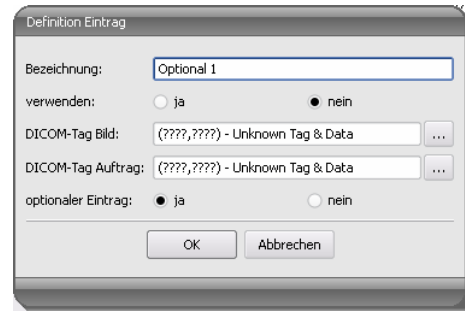 Definition Eintrag
Bezeichnung: Optional 1
verwenden: ja nein
DICOM-Tag Bild: (????,????) - Unknown Tag & Data ...
DICOM-Tag Auftrag: (????,????) - Unknown Tag & Data ...
optionaler Eintrag: ja nein
OK Abbrechen